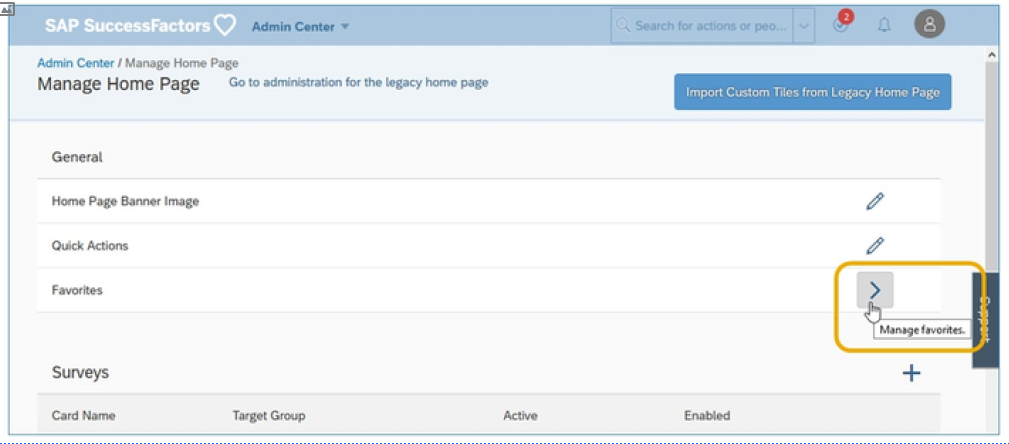 SAP SuccessFactors Admin Center Search for actions or peo... 2
Admin Center / Manage Home Page
Manage Home Page Go to administration for the legacy home page Import Custom Tiles from Legacy Home Page
General
Home Page Banner Image
Quick Actions
Favorites
Manage favorites.
Support
Surveys
Card Name Target Group Active Enabled